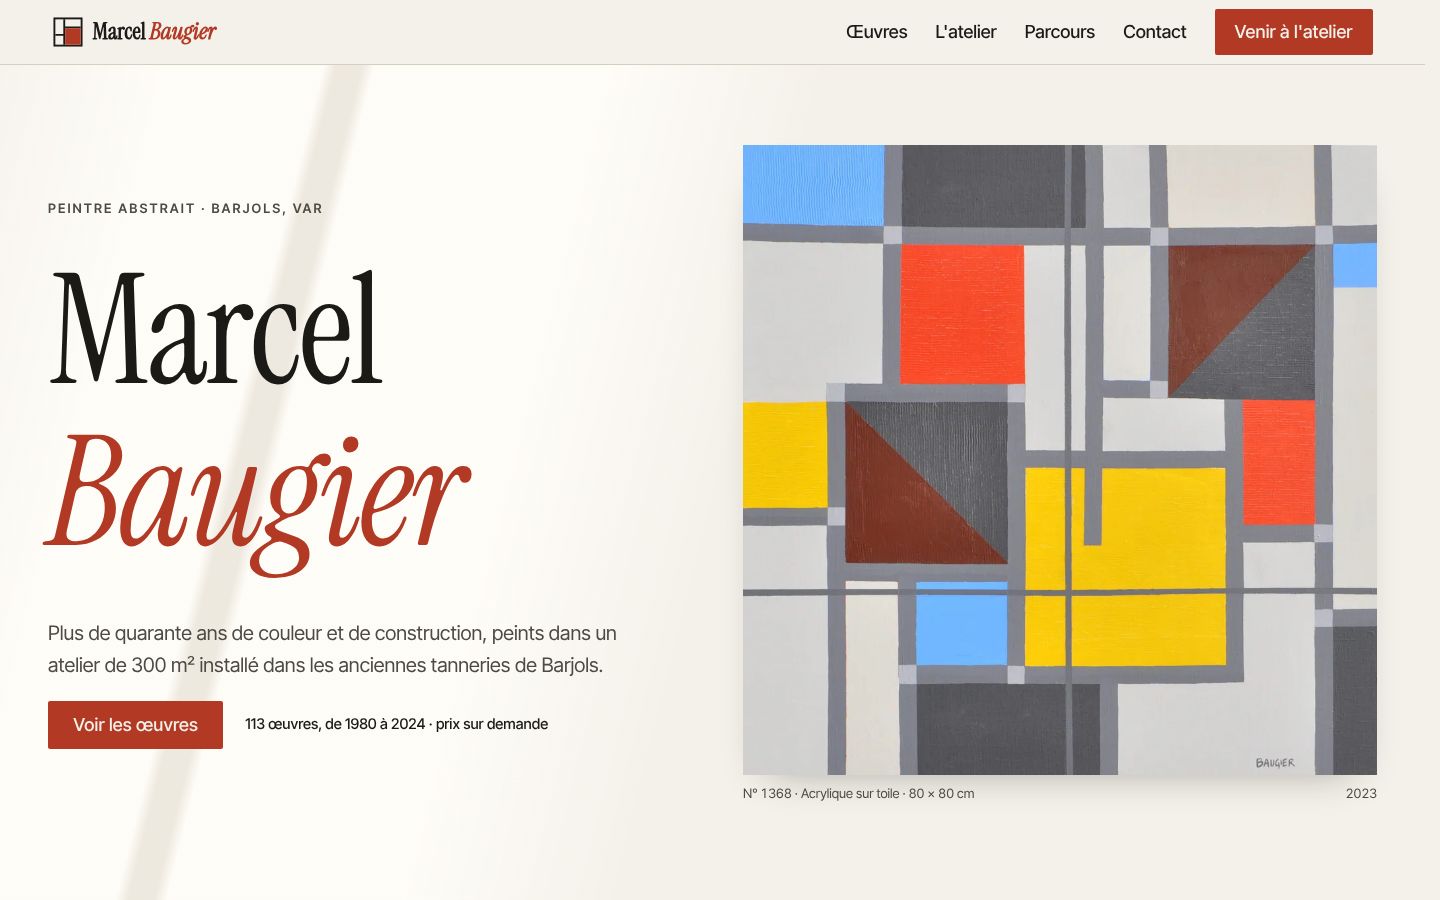 Marcel Baugier
Œuvres
L'atelier
Parcours
Contact
Venir à l'atelier
PEINTRE ABSTRAIT · BARJOLS, VAR
Marcel
Baugier
Plus de quarante ans de couleur et de construction, peints dans un
atelier de 300 m² installé dans les anciennes tanneries de Barjols.
Voir les œuvres
113 œuvres, de 1980 à 2024 · prix sur demande
BAUGIER
N° 1368 · Acrylique sur toile · 80 × 80 cm
2023